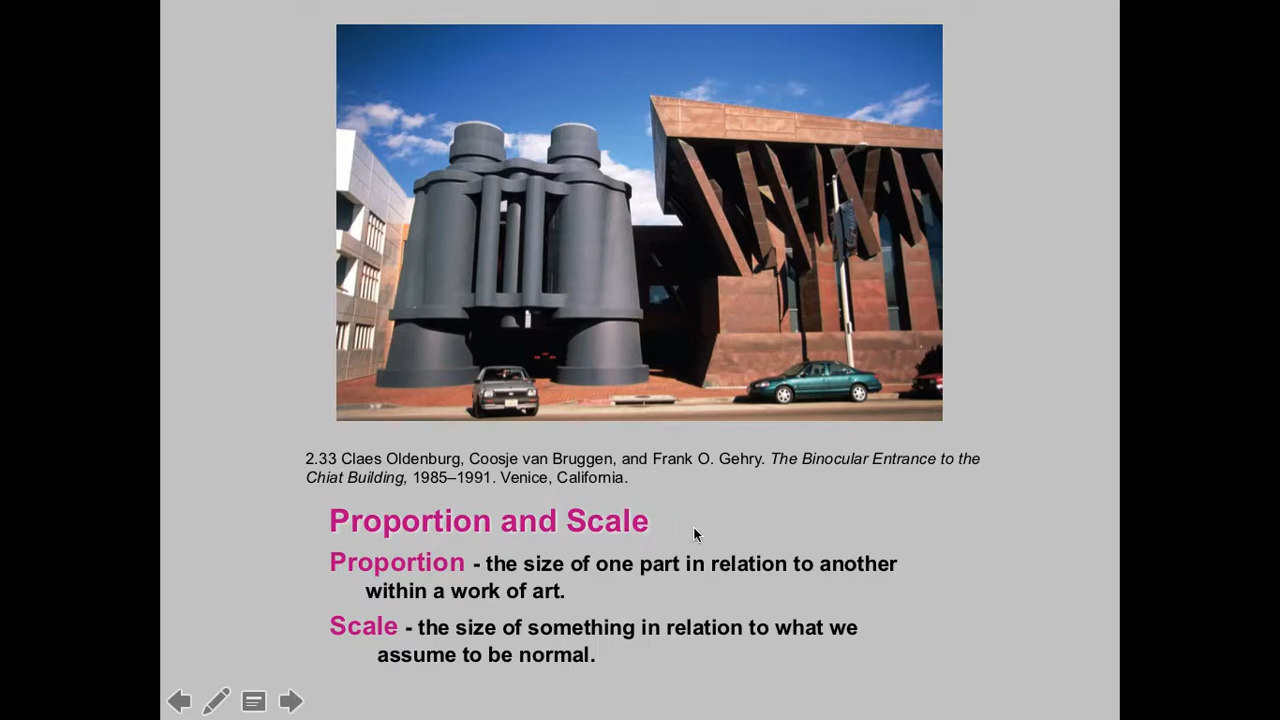 2.33 Claes Oldenburg, Coosje van Bruggen, and Frank O. Gehry. The Binocular Entrance to the
Chiat Building, 1985–1991. Venice, California.
Proportion and Scale
Proportion - the size of one part in relation to another
within a work of art.
Scale - the size of something in relation to what we
assume to be normal.